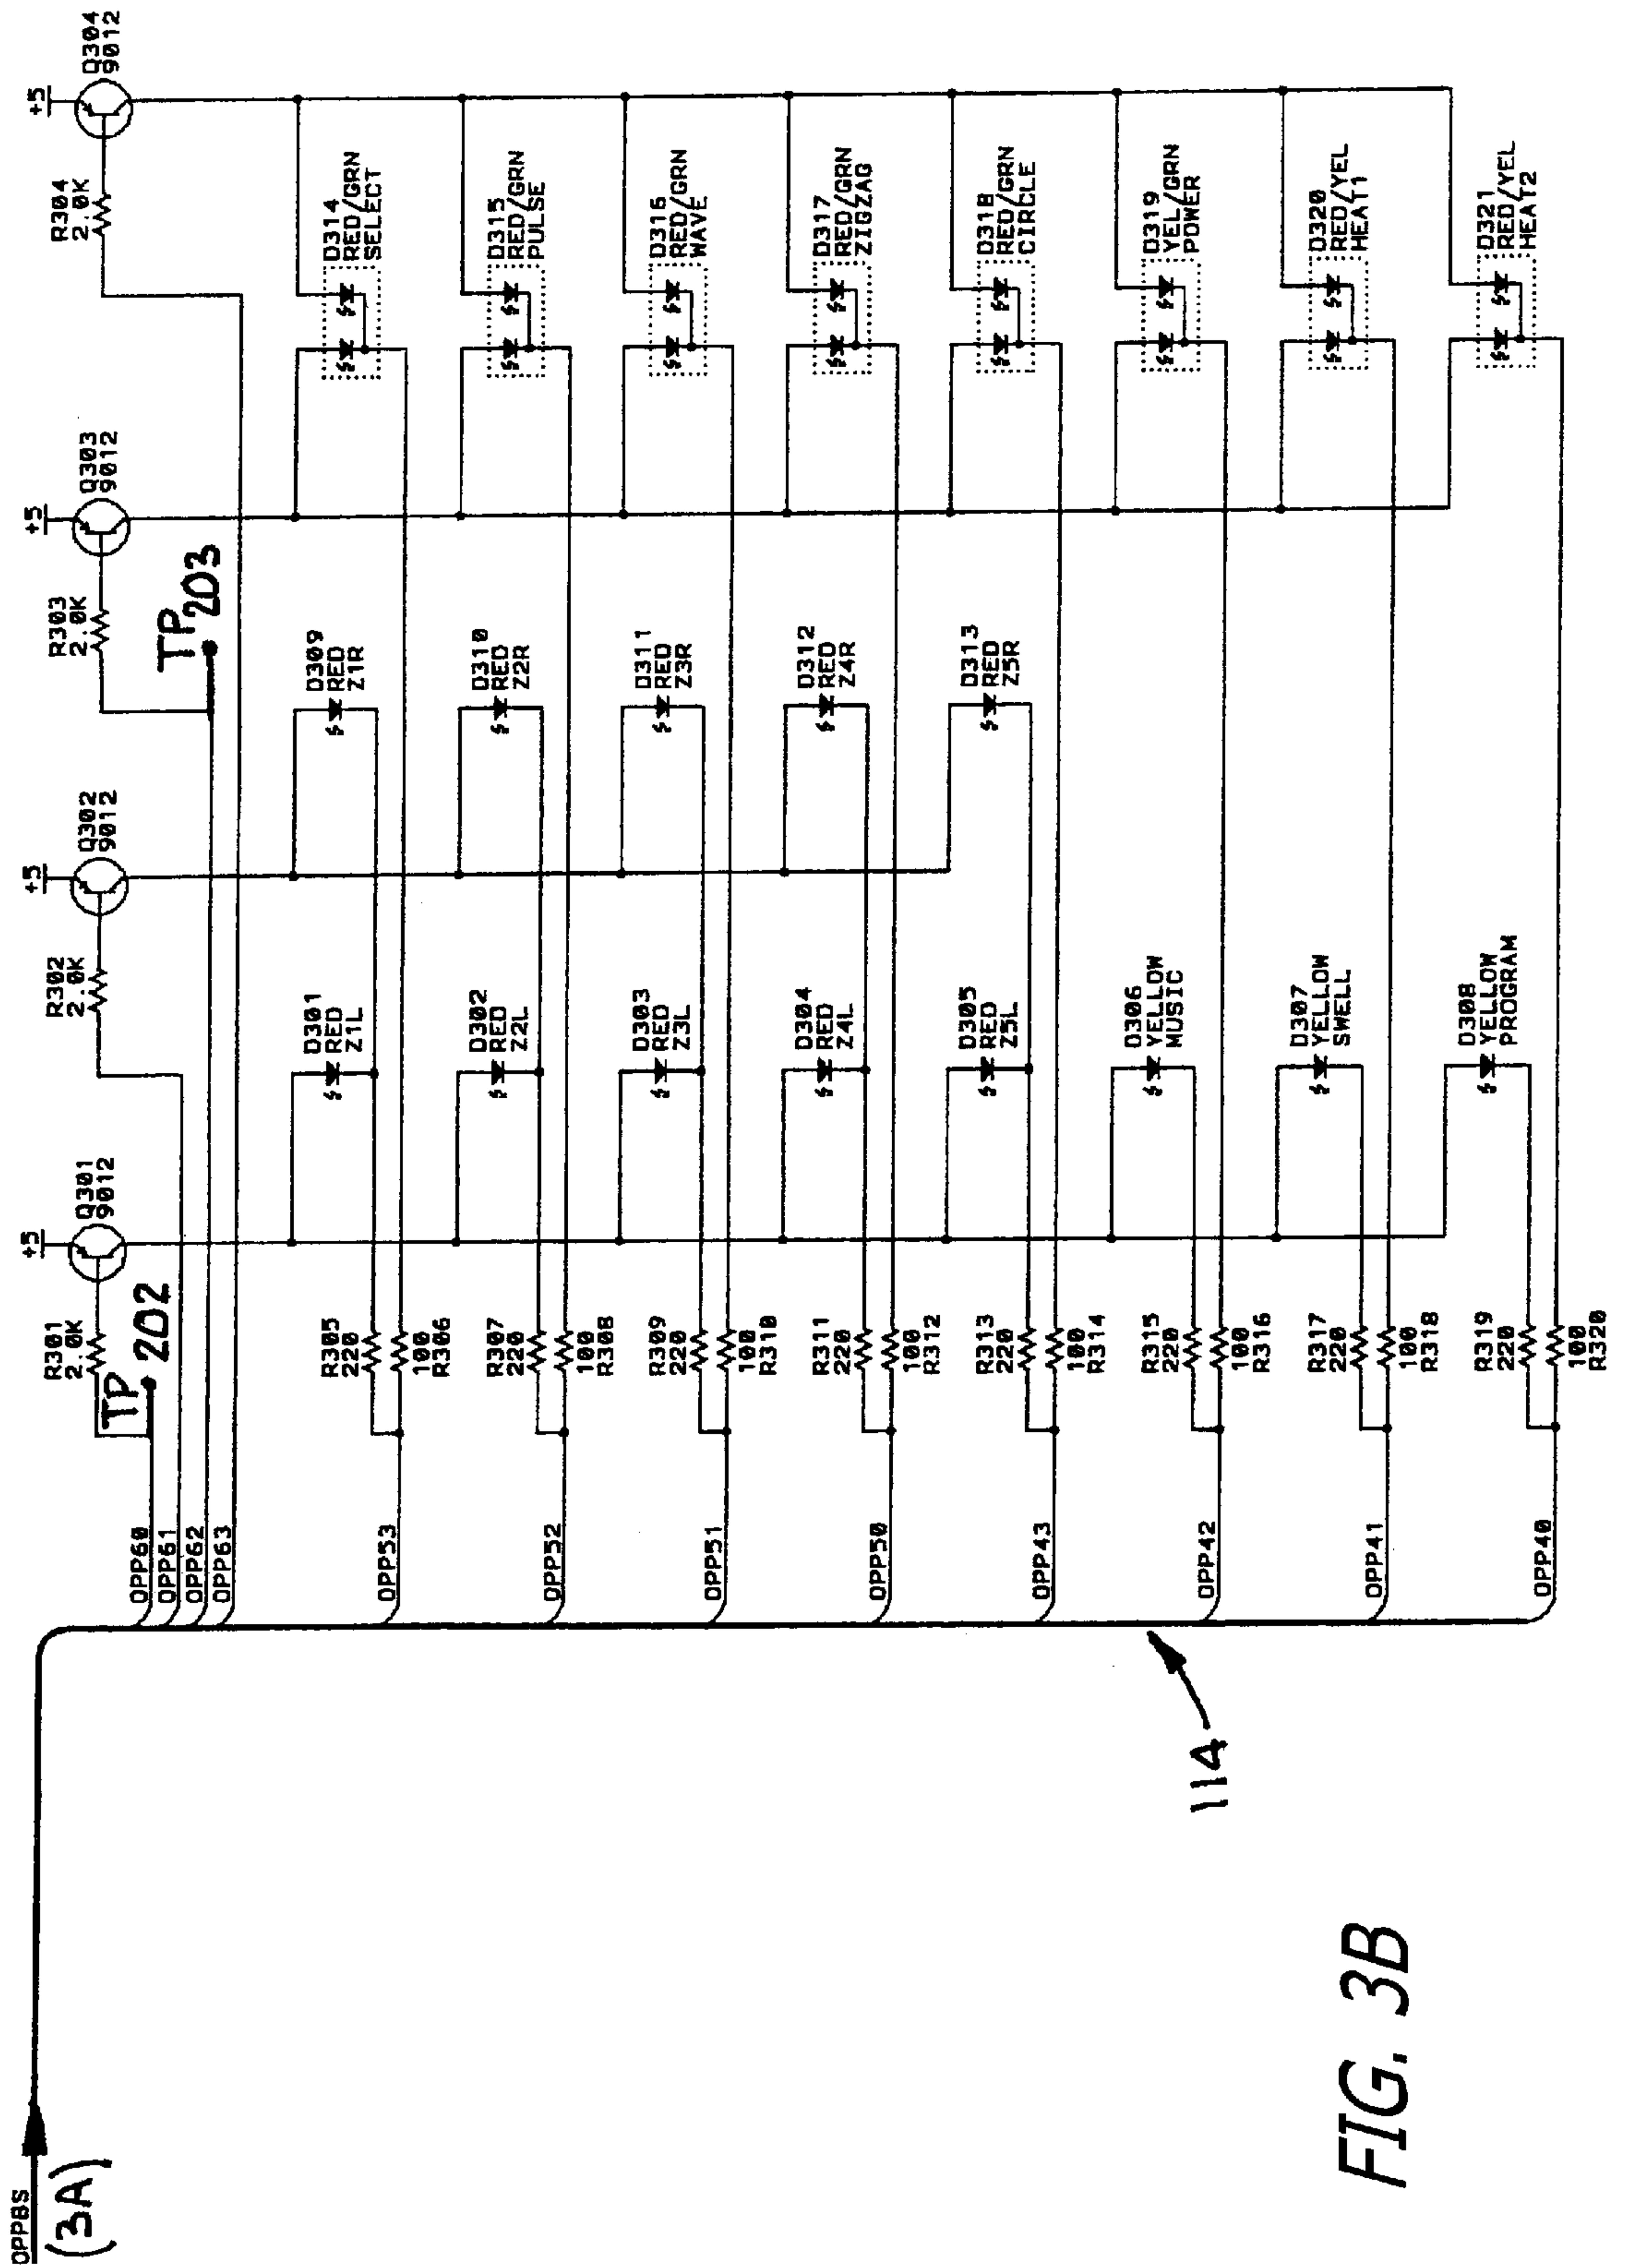 OPPBS
(3A)
OPP60
OPP61
OPP62
OPP63
OPP53
OPP52
OPP51
OPP50
OPP43
OPP42
OPP41
OPP40
114
R301
2.0K
TP 202
+5
Q301
9012
R302
2.0K
+5
Q302
9012
R303
2.0K
TP 203
+5
Q303
9012
R304
2.0K
+5
Q304
9012
R305
220
100
R306
D301
RED
Z1L
D309
RED
Z1R
D314
RED/GRN
SELECT
R307
220
100
R308
D302
RED
Z2L
D310
RED
Z2R
D315
RED/GRN
PULSE
R309
220
100
R310
D303
RED
Z3L
D311
RED
Z3R
D316
RED/GRN
WAVE
R311
220
100
R312
D304
RED
Z4L
D312
RED
Z4R
D317
RED/GRN
ZIGZAG
R313
220
100
R314
D305
RED
Z5L
D313
RED
Z5R
D318
RED/GRN
CIRCLE
R315
220
100
R316
D306
YELLOW
MUSIC
D319
YEL/GRN
POWER
R317
220
100
R318
D307
YELLOW
SWELL
D320
RED/YEL
HEAT1
R319
220
100
R320
D308
YELLOW
PROGRAM
D321
RED/YEL
HEAT2
FIG. 3B